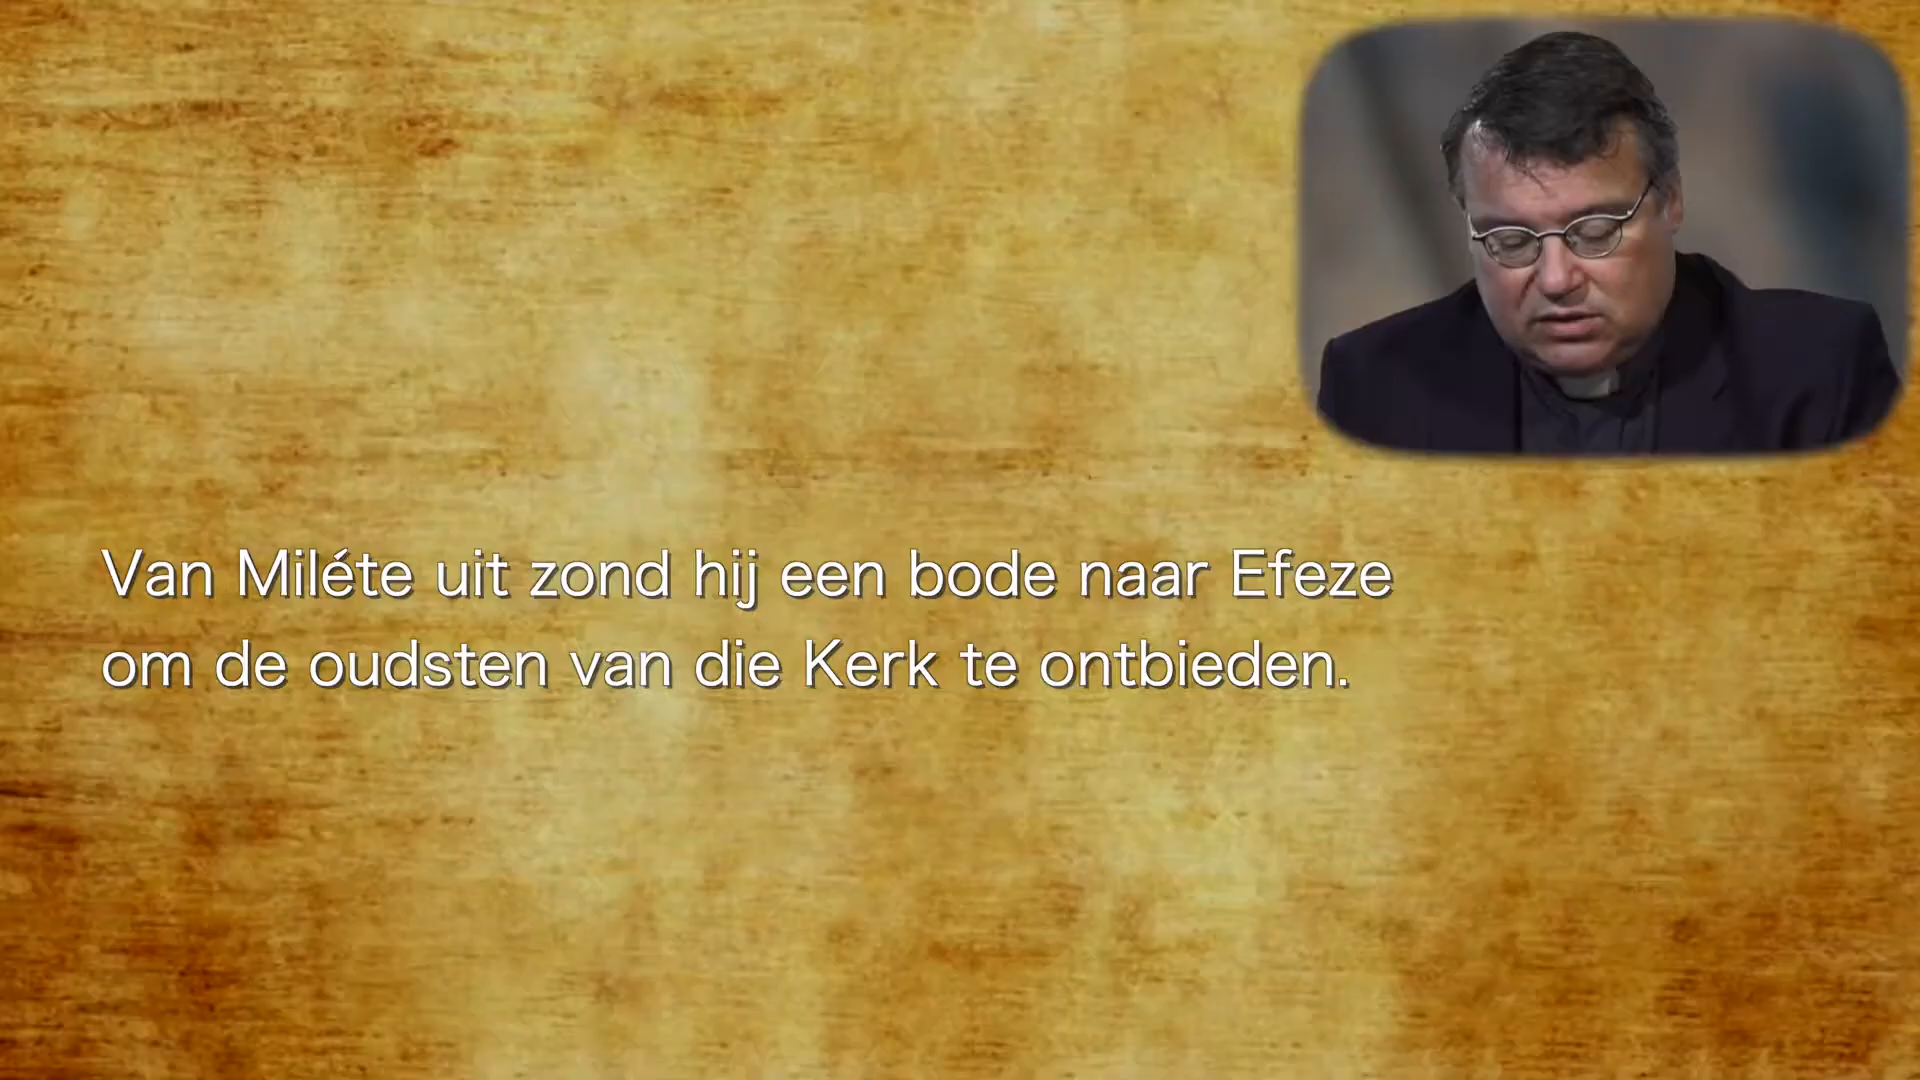 Van Miléte uit zond hij een bode naar Efeze
om de oudsten van die Kerk te ontbieden.